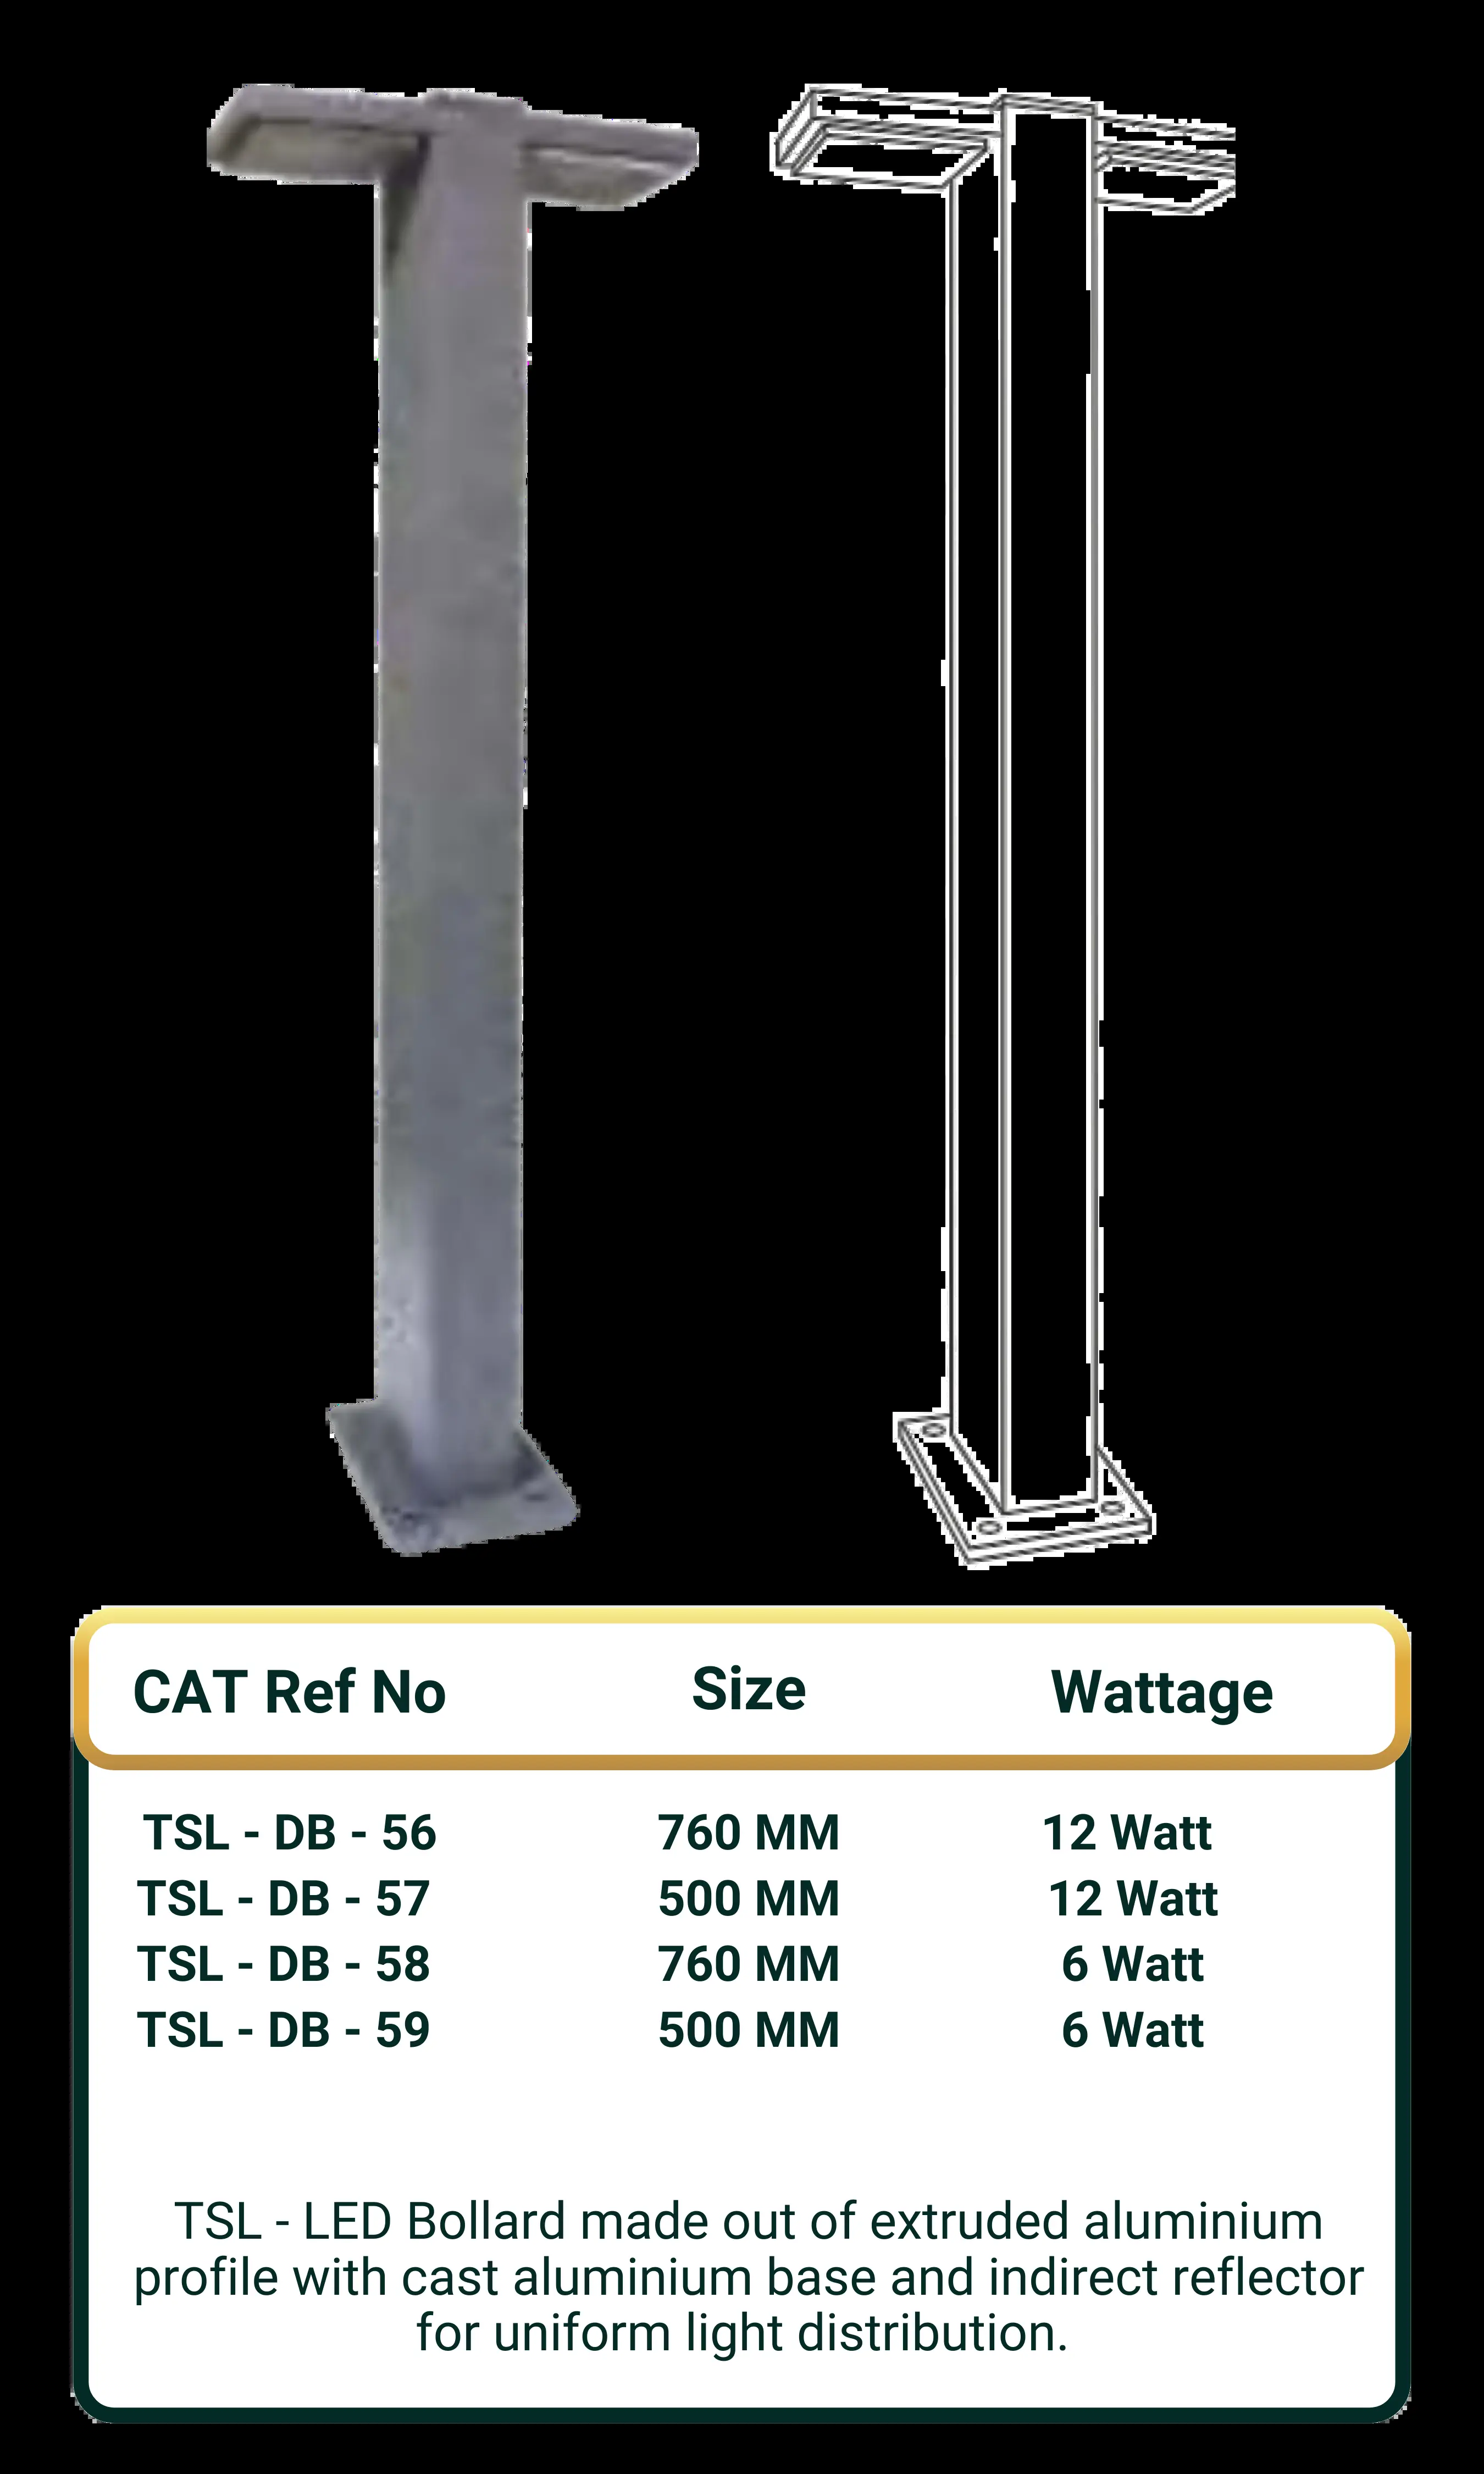 CAT Ref No Size Wattage
TSL - DB - 56 760 MM 12 Watt
TSL - DB - 57 500 MM 12 Watt
TSL - DB - 58 760 MM 6 Watt
TSL - DB - 59 500 MM 6 Watt
TSL - LED Bollard made out of extruded aluminium
profile with cast aluminium base and indirect reflector
for uniform light distribution.